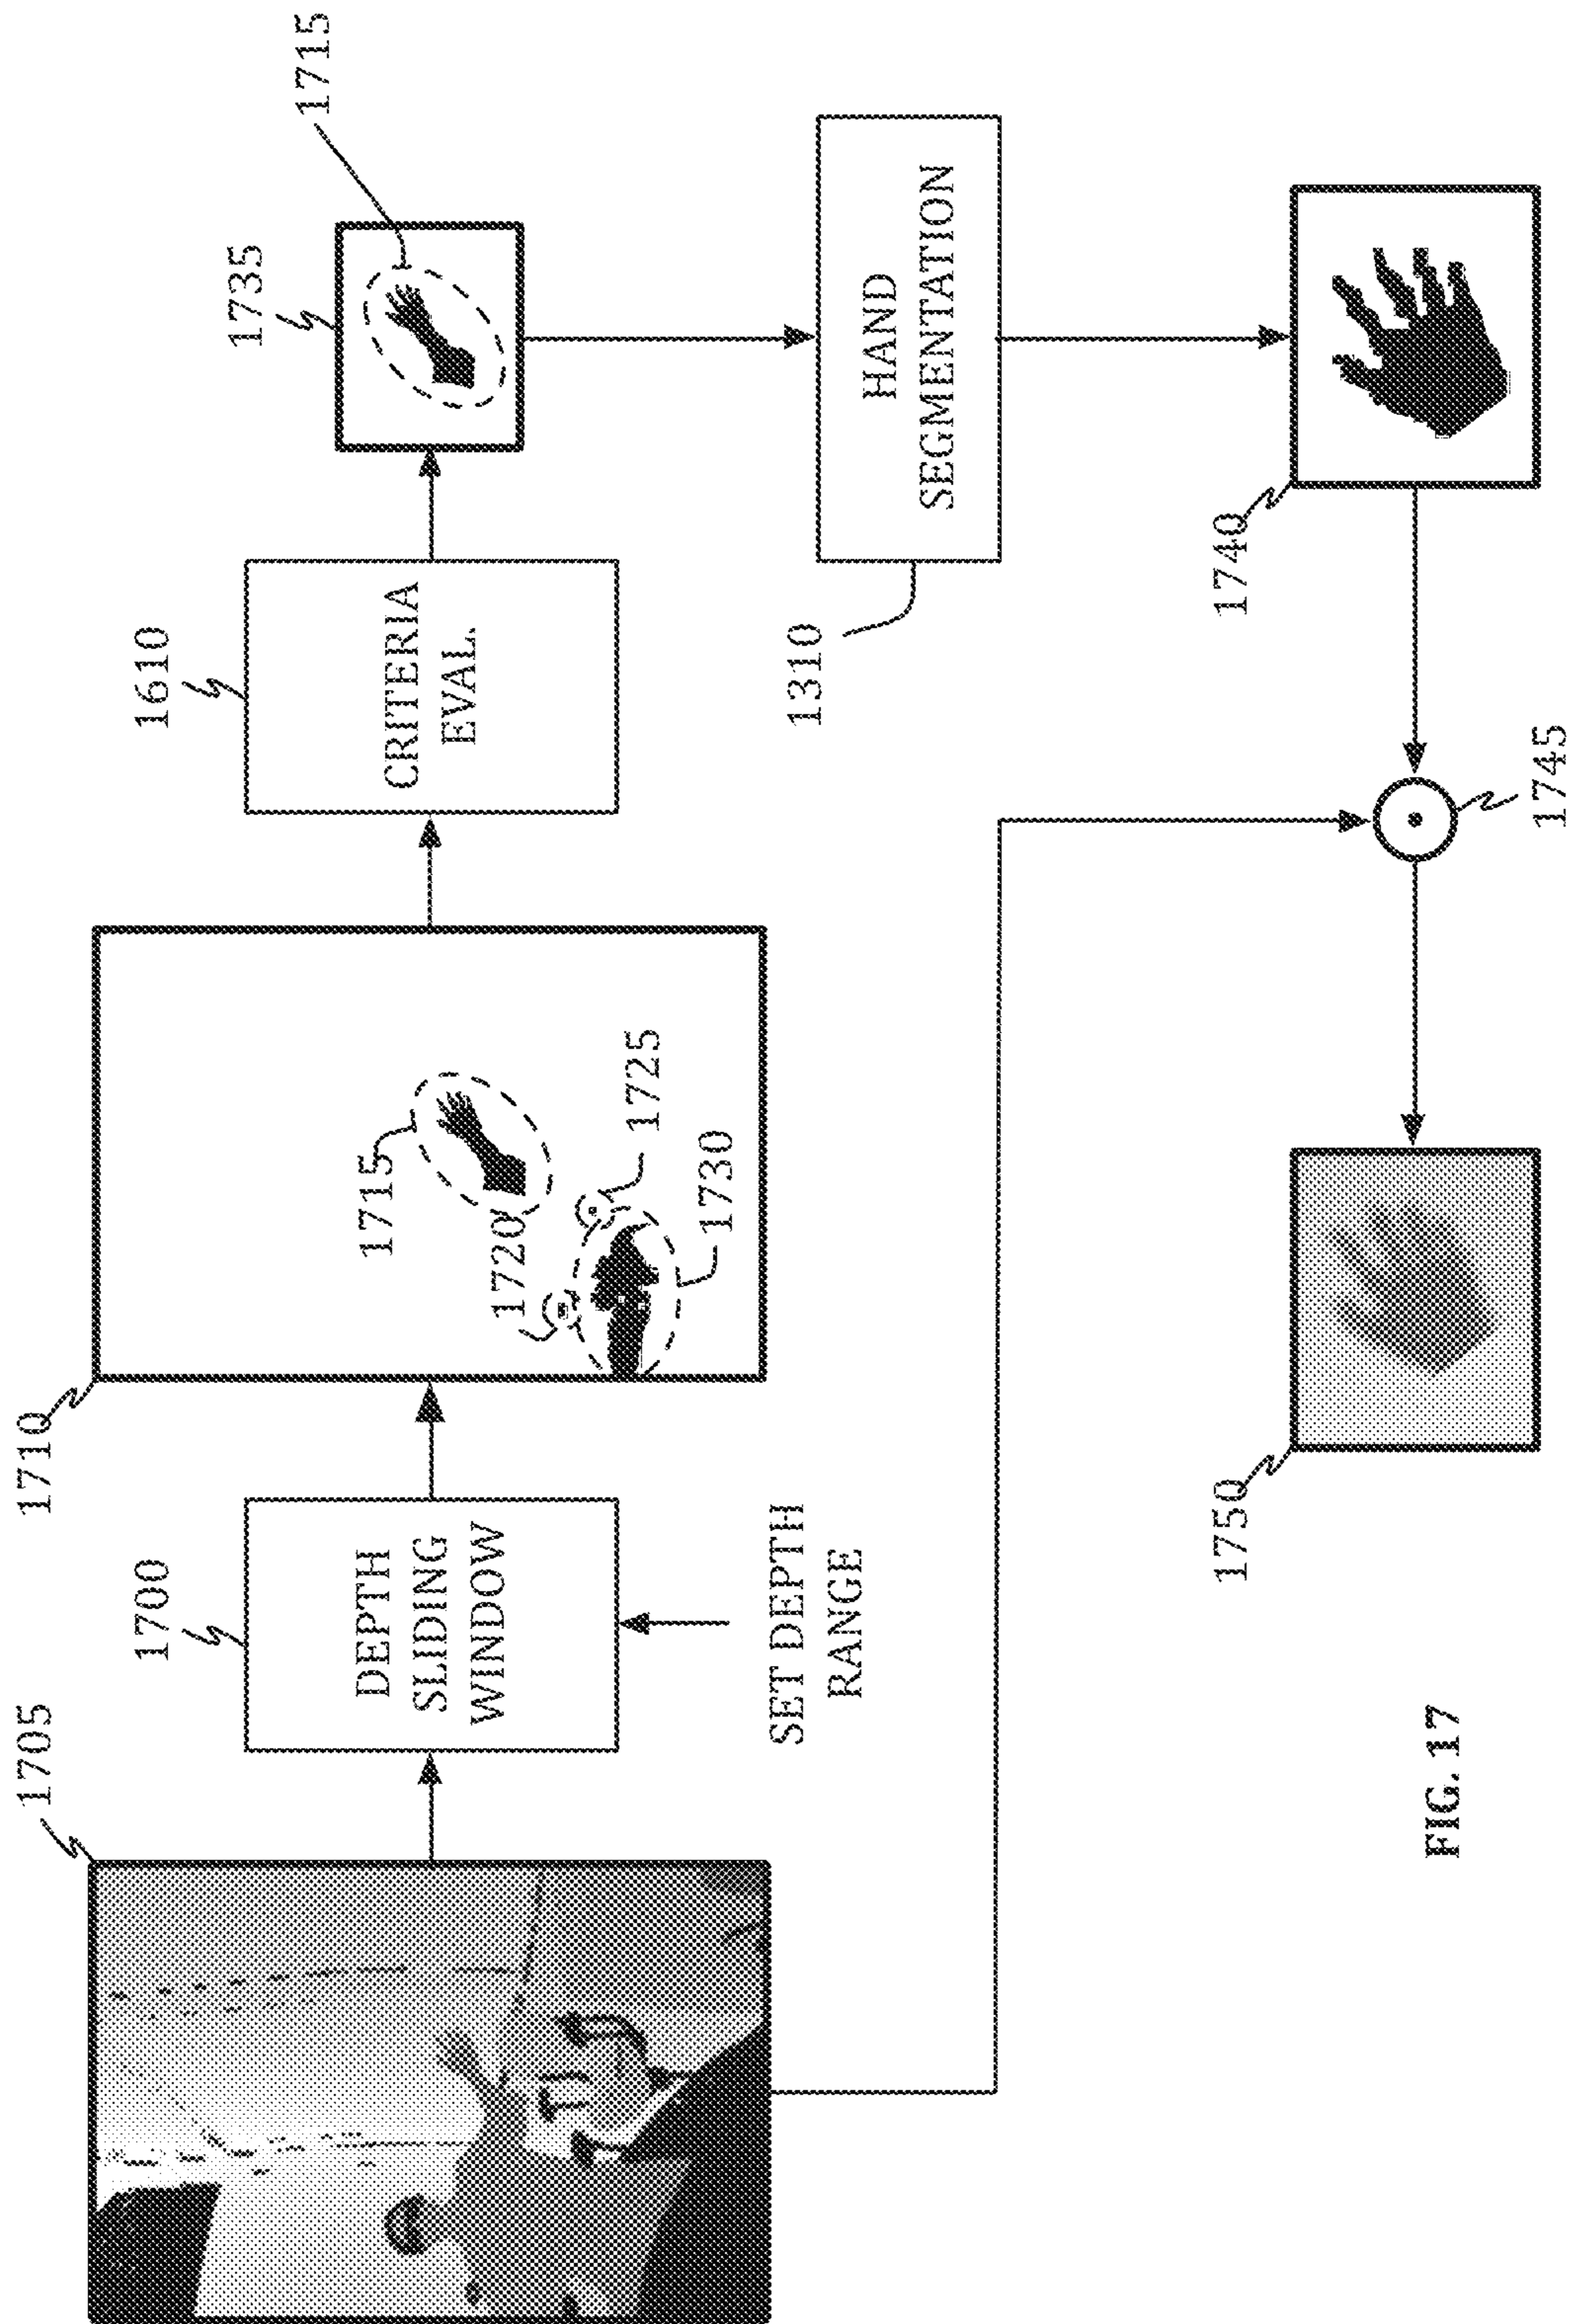 1705
1700
DEPTH
SLIDING
WINDOW
SET DEPTH
RANGE
1710
1715
1720
1725
1730
1610
CRITERIA
EVAL.
1735
1715
1310
HAND
SEGMENTATION
1740
1745
1750
FIG. 17